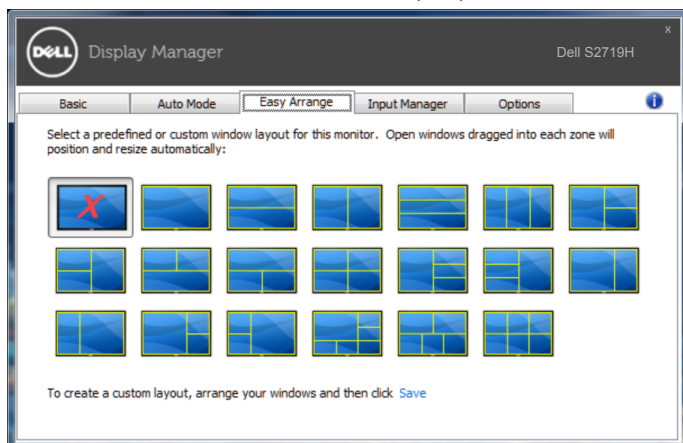 x
DELL Display Manager Dell S2719H
Basic Auto Mode Easy Arrange Input Manager Options i
Select a predefined or custom window layout for this monitor. Open windows dragged into each zone will
position and resize automatically:
X
To create a custom layout, arrange your windows and then click Save